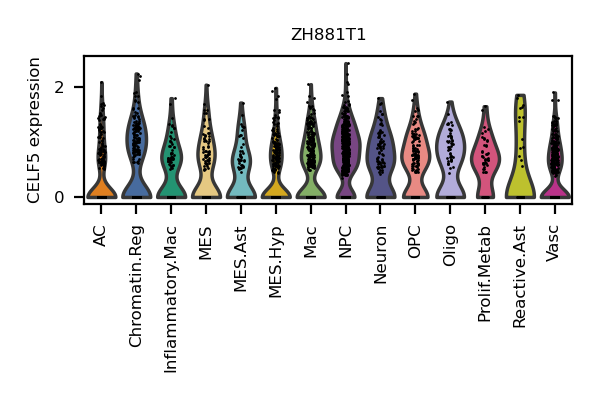 ZH881T1
CELF5 expression
2
0
AC
Chromatin.Reg
Inflammatory.Mac
MES
MES.Ast
MES.Hyp
Mac
NPC
Neuron
OPC
Oligo
Prolif.Metab
Reactive.Ast
Vasc